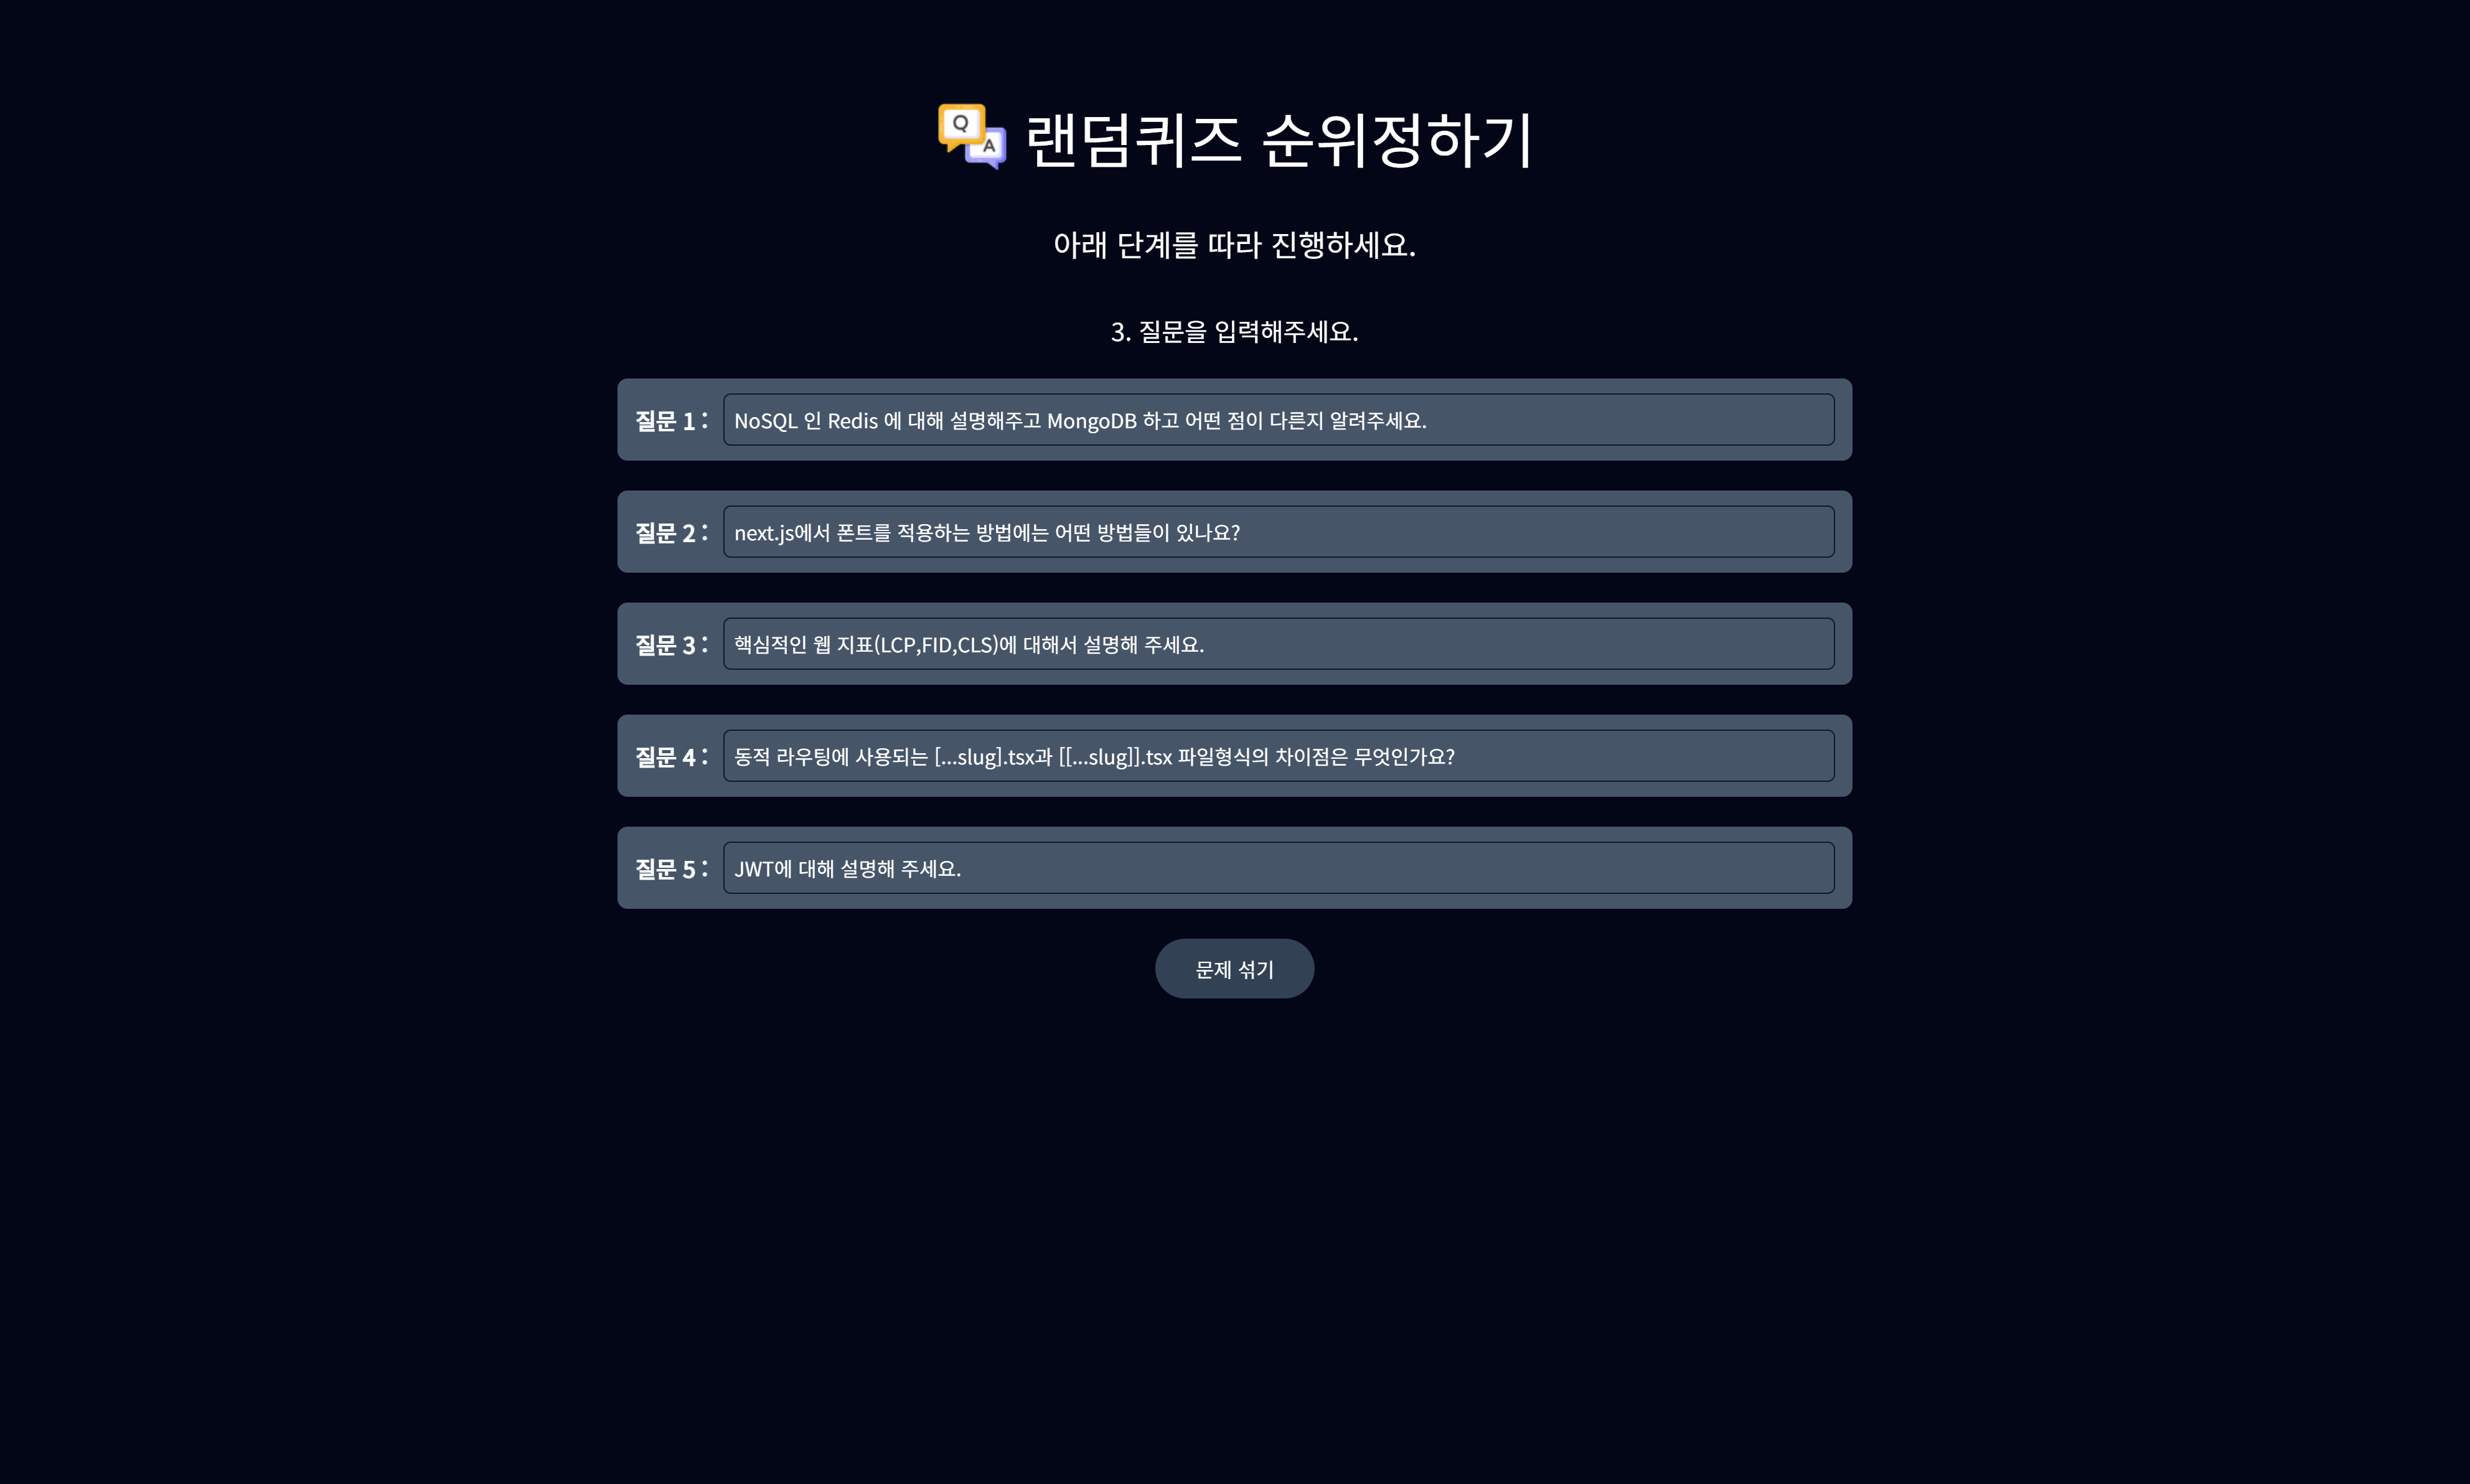 Q
A
랜덤퀴즈 순위정하기
아래 단계를 따라 진행하세요.
3. 질문을 입력해주세요.
질문 1 : NoSQL 인 Redis 에 대해 설명해주고 MongoDB 하고 어떤 점이 다른지 알려주세요.
질문 2 : next.js에서 폰트를 적용하는 방법에는 어떤 방법들이 있나요?
질문 3 : 핵심적인 웹 지표(LCP,FID,CLS)에 대해서 설명해 주세요.
질문 4 : 동적 라우팅에 사용되는 [...slug].tsx과 [[...slug]].tsx 파일형식의 차이점은 무엇인가요?
질문 5 : JWT에 대해 설명해 주세요.
문제 섞기